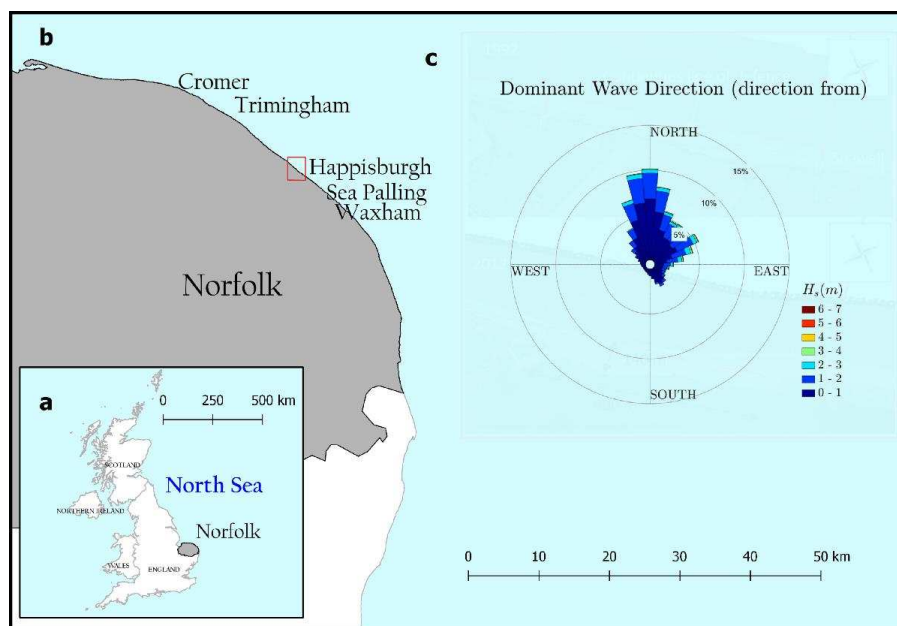 b
Cromer
Trimingham
Happisburgh
Sea Palling
Waxham
Norfolk
a
0 250 500 km
SCOTLAND
North Sea
NORTHERN IRELAND
Norfolk
WALES
ENGLAND
c
Dominant Wave Direction (direction from)
NORTH
15%
10%
5%
WEST
EAST
SOUTH
Hs(m)
6 - 7
5 - 6
4 - 5
3 - 4
2 - 3
1 - 2
0 - 1
0 10 20 30 40 50 km